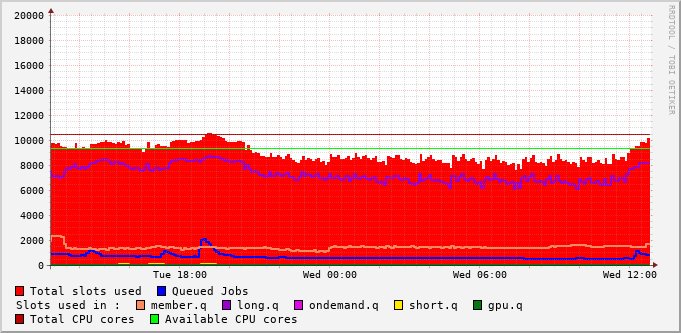 RRDTOOL / TOBI OETIKER
20000
18000
16000
14000
12000
10000
8000
6000
4000
2000
0
Tue 18:00 Wed 00:00 Wed 06:00 Wed 12:00
Total slots used Queued Jobs
Slots used in : member.q long.q ondemand.q short.q gpu.q
Total CPU cores Available CPU cores